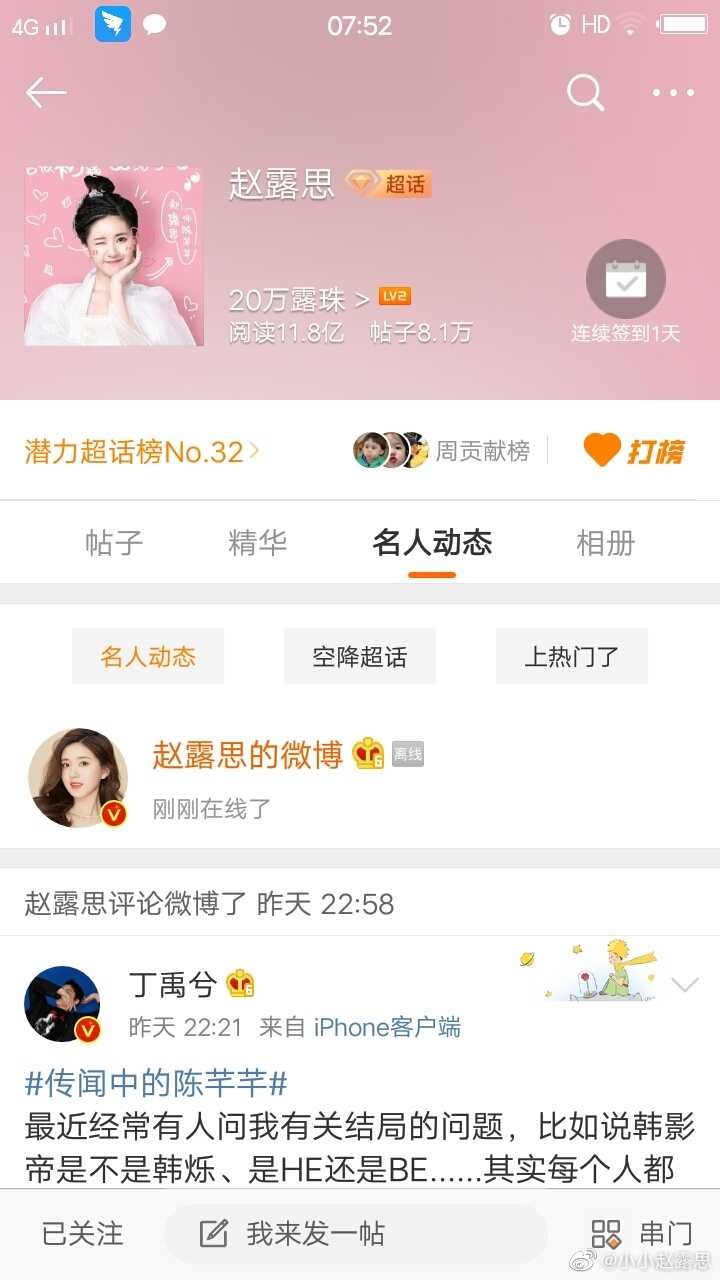 4G 07:52 HD
赵露思 超话
20万露珠 > LV2
阅读11.8亿 帖子8.1万
连续签到1天
潜力超话榜No.32
周贡献榜
打榜
帖子 精华 名人动态 相册
名人动态 空降超话 上热门了
赵露思的微博 6 离线
刚刚在线了
赵露思评论微博了 昨天 22:58
丁禹兮 6
昨天 22:21 来自 iPhone客户端
#传闻中的陈芊芊#
最近经常有人问我有关结局的问题，比如说韩影
帝是不是韩烁、是HE还是BE......其实每个人都
已关注 我来发一帖 串门
@小小赵露思